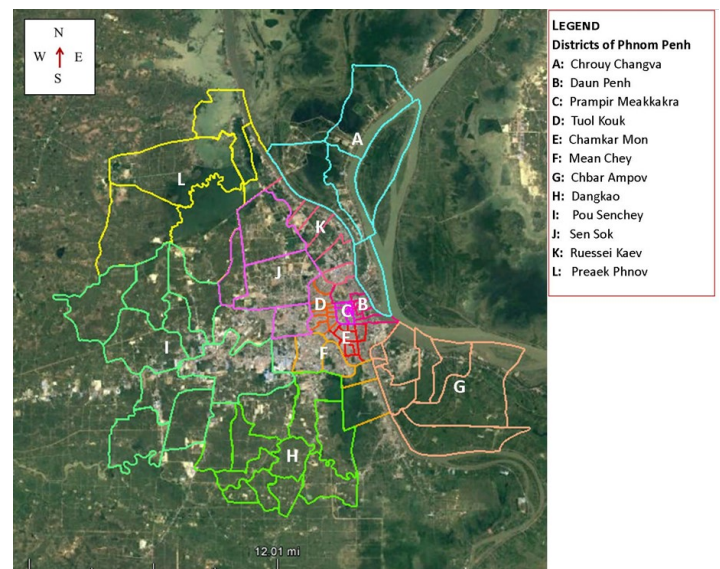 N
W E
S
A
L
K
J
D
B
C
E
I
F
G
H
12 01 mi
LEGEND
Districts of Phnom Penh
A: Chrouy Changva
B: Daun Penh
C: Prampir Meakkakra
D: Tuol Kouk
E: Chamkar Mon
F: Mean Chey
G: Chbar Ampov
H: Dangkao
I: Pou Senchey
J: Sen Sok
K: Ruessei Kaev
L: Preaek Phnov